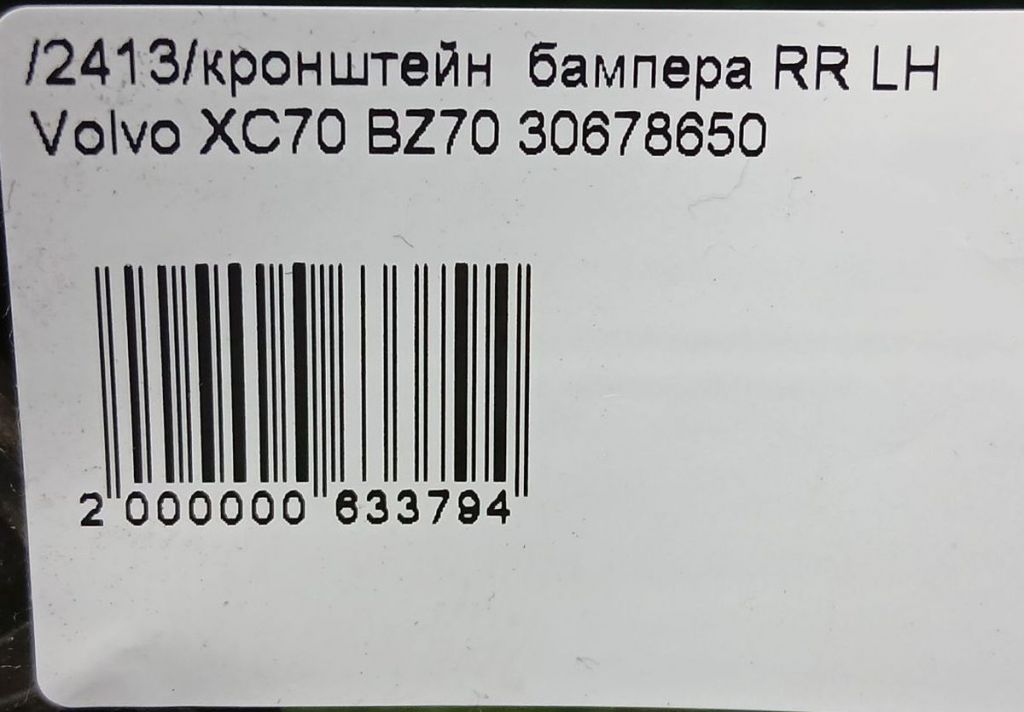 /2413/кронштейн бампера RR LH
Volvo XC70 BZ70 30678650
2 000000 633794